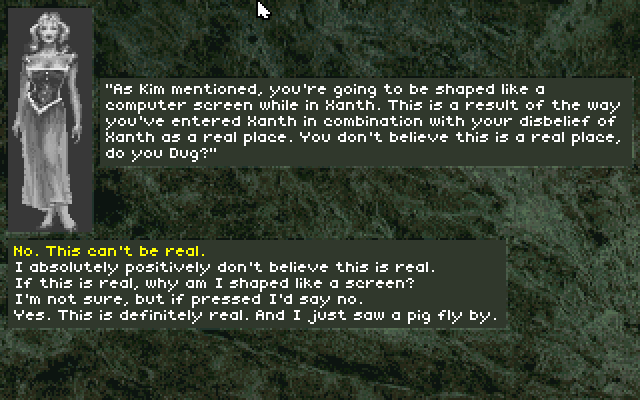 "As Kim mentioned, you're going to be shaped like a
computer screen while in Xanth. This is a result of the way
you've entered Xanth in combination with your disbelief of
Xanth as a real place. You don't believe this is a real place,
do you Dug?"
No. This can't be real.
I absolutely positively don't believe this is real.
If this is real, why am I shaped like a screen?
I'm not sure, but if pressed I'd say no.
Yes. This is definitely real. And I just saw a pig fly by.